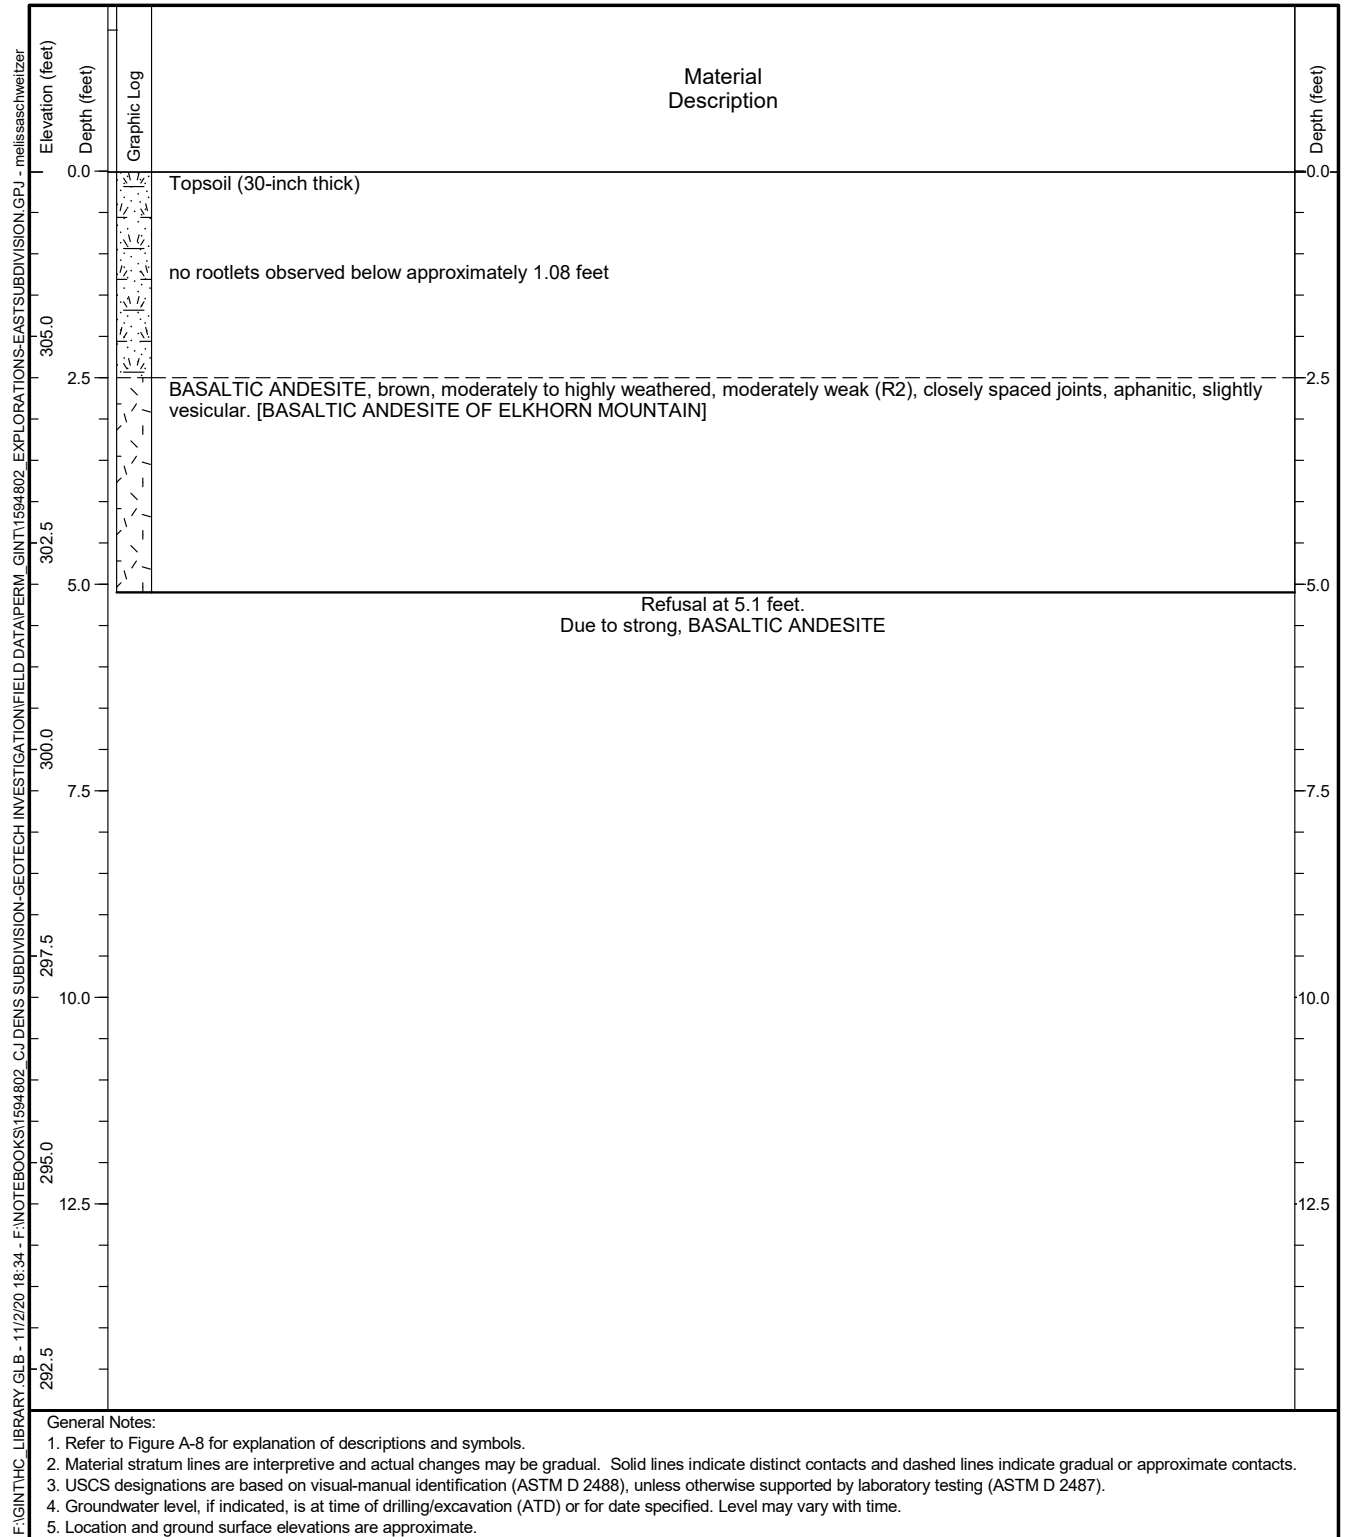 F:\GINT\HC_LIBRARY.GLB - 11/2/20 18:34 - F:\NOTEBOOKS\1594802_CJ DENS SUBDIVISION-GEOTECH INVESTIGATION\FIELD DATA\PERM_GINT\1594802_EXPLORATIONS-EASTSUBDIVISION.GPJ - melissaschweitzer
Elevation (feet)
Depth (feet)
Graphic Log
Material
Description
Depth (feet)
0.0
0.0
Topsoil (30-inch thick)
no rootlets observed below approximately 1.08 feet
305.0
2.5
2.5
BASALTIC ANDESITE, brown, moderately to highly weathered, moderately weak (R2), closely spaced joints, aphanitic, slightly
vesicular. [BASALTIC ANDESITE OF ELKHORN MOUNTAIN]
302.5
5.0
5.0
Refusal at 5.1 feet.
Due to strong, BASALTIC ANDESITE
300.0
7.5
7.5
297.5
10.0
10.0
295.0
12.5
12.5
292.5
General Notes:
1. Refer to Figure A-8 for explanation of descriptions and symbols.
2. Material stratum lines are interpretive and actual changes may be gradual. Solid lines indicate distinct contacts and dashed lines indicate gradual or approximate contacts.
3. USCS designations are based on visual-manual identification (ASTM D 2488), unless otherwise supported by laboratory testing (ASTM D 2487).
4. Groundwater level, if indicated, is at time of drilling/excavation (ATD) or for date specified. Level may vary with time.
5. Location and ground surface elevations are approximate.